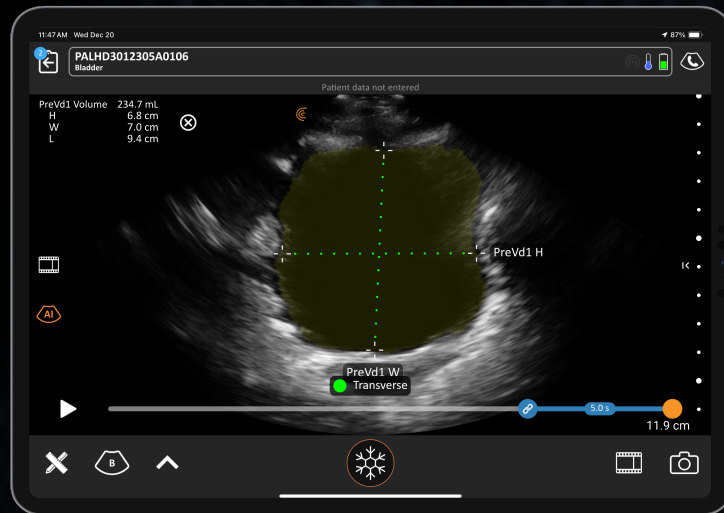 11:47 AM Wed Dec 20
87%
2
PALHD3012305A0106
Bladder
Patient data not entered
PreVd1 Volume 234.7 mL
H 6.8 cm
W 7.0 cm
L 9.4 cm
PreVd1 H
AI
PreVd1 W
Transverse
5.0 s
11.9 cm
B